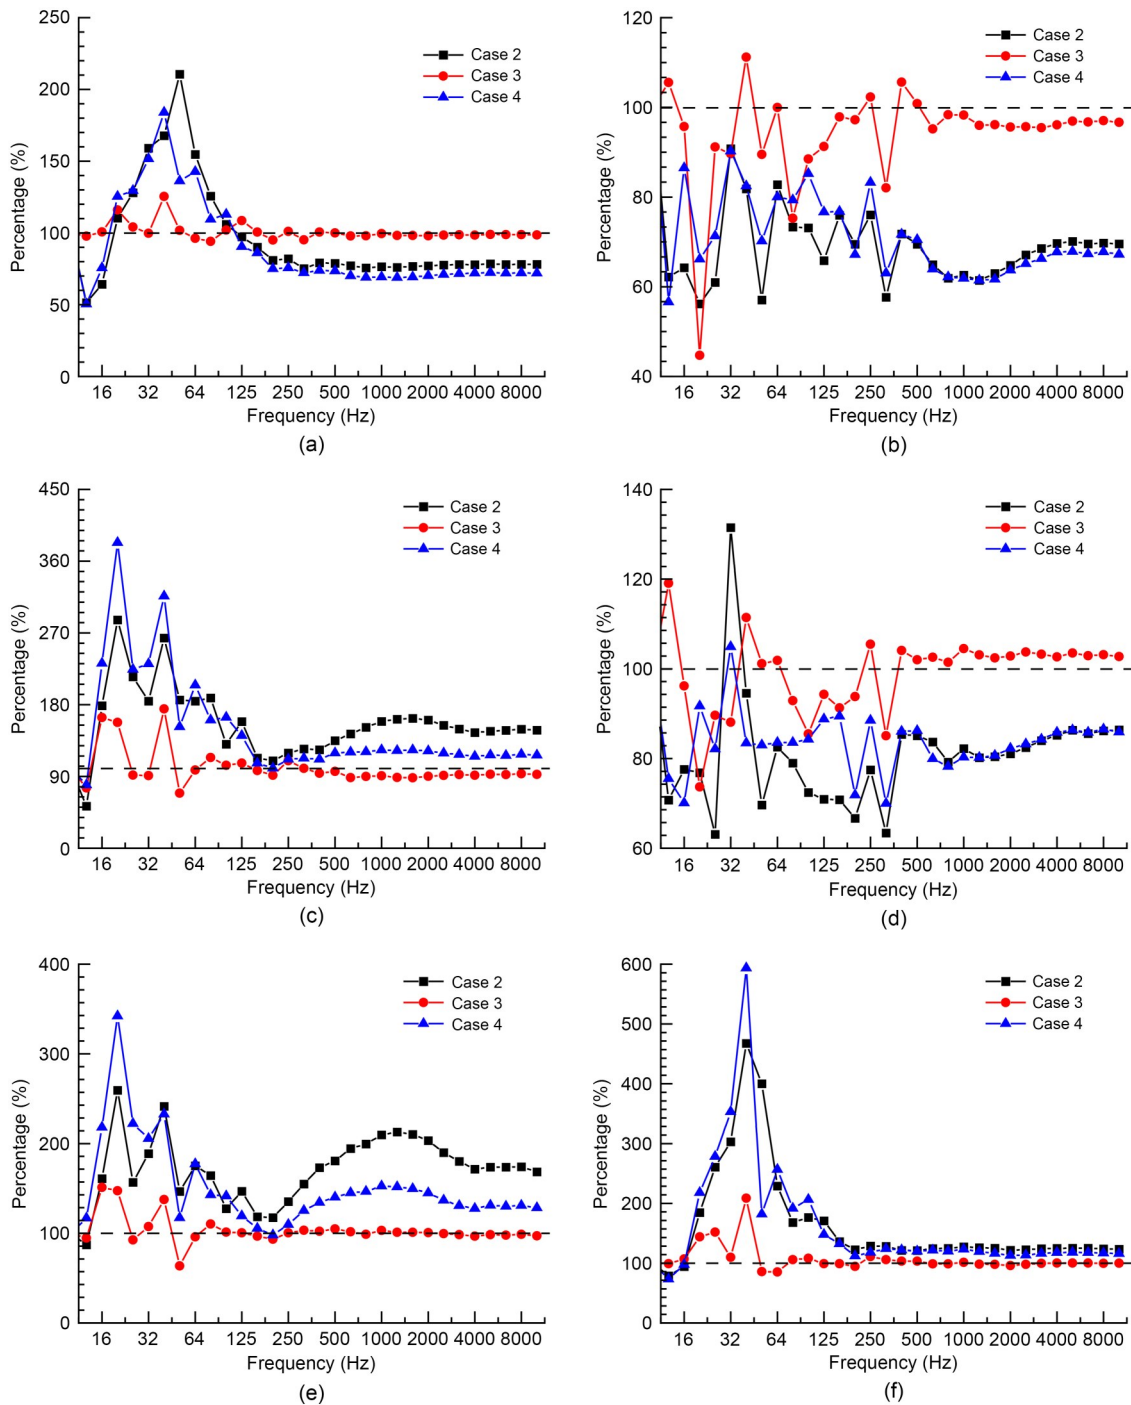 250
200
150
100
50
0
Percentage (%)
Case 2
Case 3
Case 4
16 32 64 125 250 500 1000 2000 4000 8000
Frequency (Hz)
(a)
120
100
80
60
40
Percentage (%)
Case 2
Case 3
Case 4
16 32 64 125 250 500 1000 2000 4000 8000
Frequency (Hz)
(b)
450
360
270
180
90
0
Percentage (%)
Case 2
Case 3
Case 4
16 32 64 125 250 500 1000 2000 4000 8000
Frequency (Hz)
(c)
140
120
100
80
60
Percentage (%)
Case 2
Case 3
Case 4
16 32 64 125 250 500 1000 2000 4000 8000
Frequency (Hz)
(d)
400
300
200
100
0
Percentage (%)
Case 2
Case 3
Case 4
16 32 64 125 250 500 1000 2000 4000 8000
Frequency (Hz)
(e)
600
500
400
300
200
100
0
Percentage (%)
Case 2
Case 3
Case 4
16 32 64 125 250 500 1000 2000 4000 8000
Frequency (Hz)
(f)